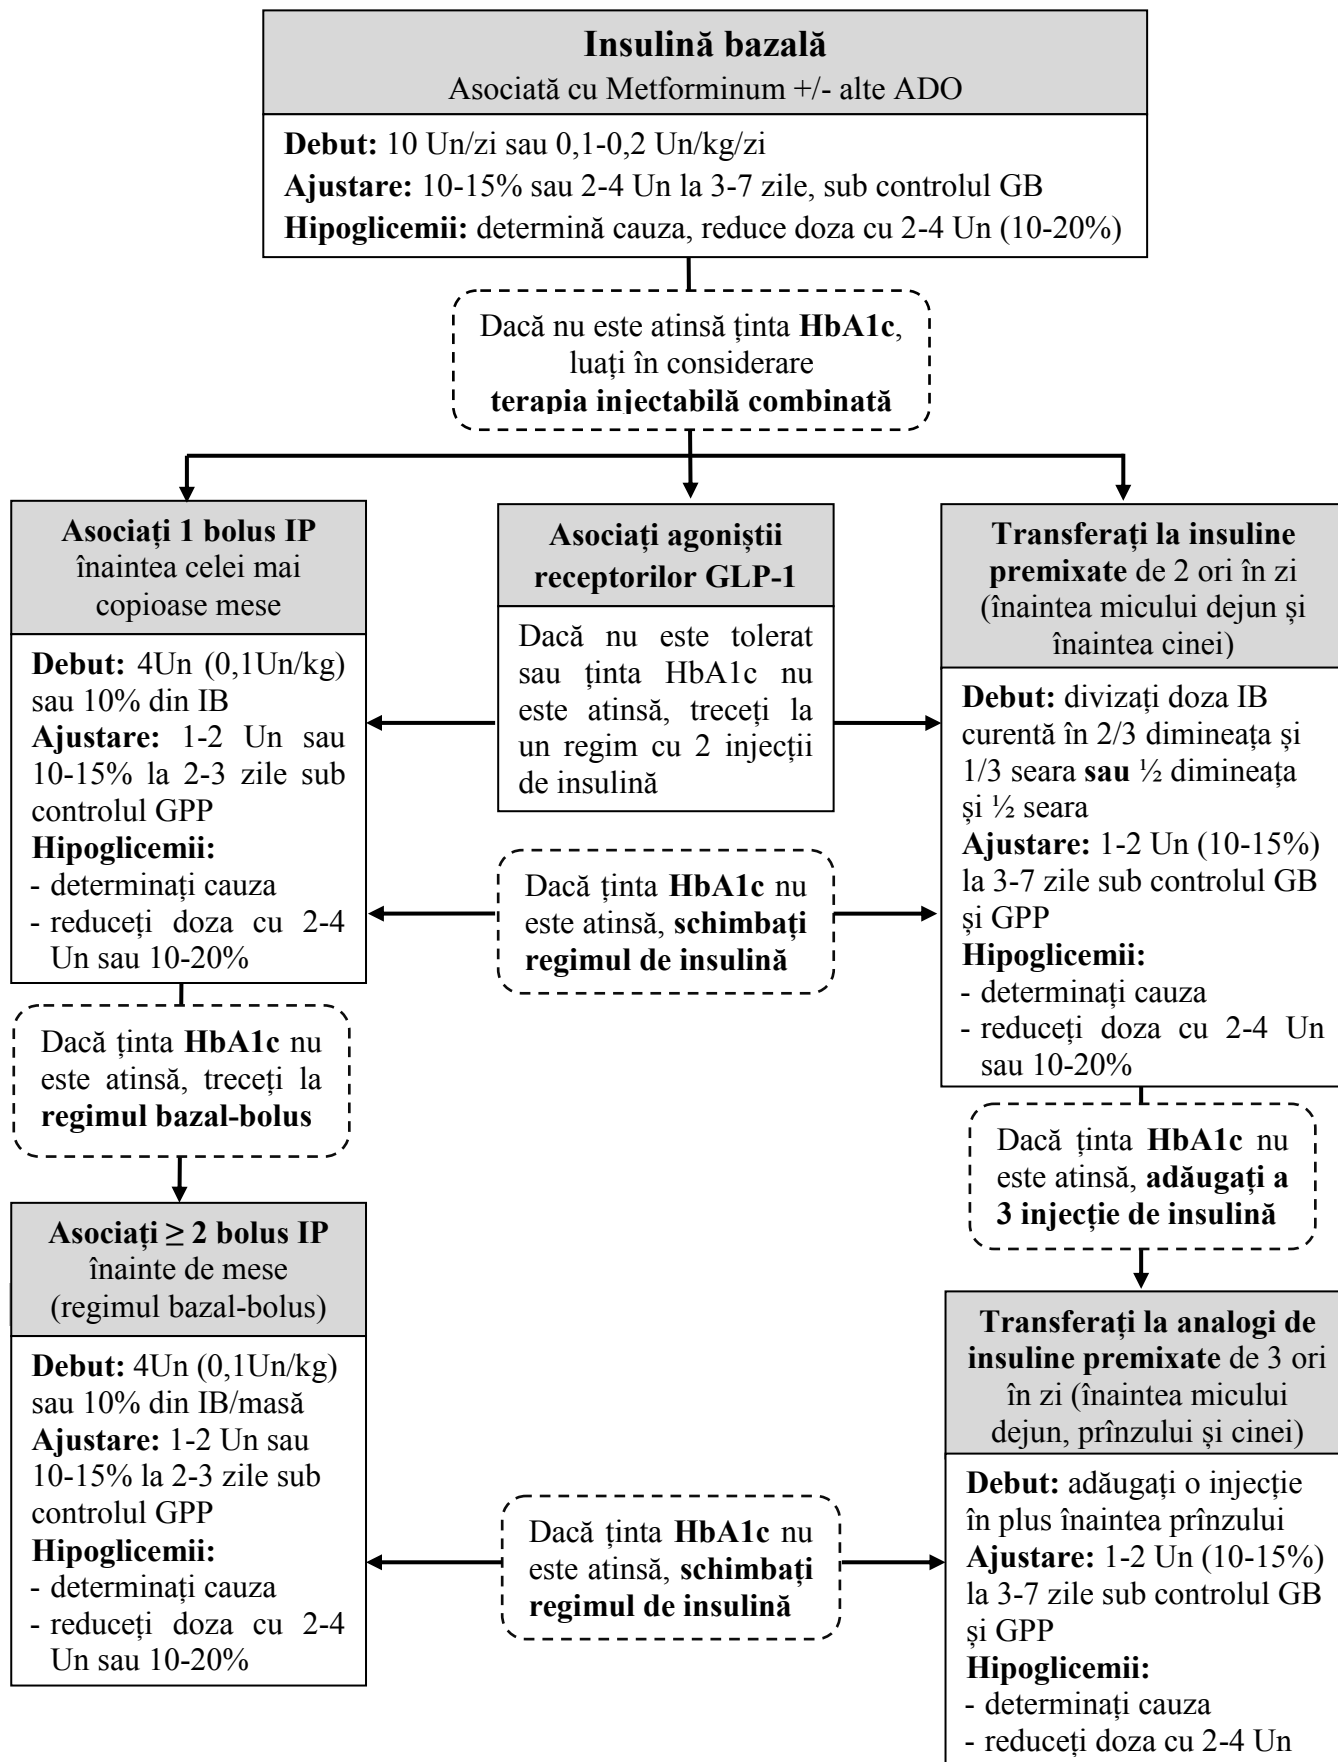 Insulină bazală
Asociată cu Metforminum +/- alte ADO
Debut: 10 Un/zi sau 0,1-0,2 Un/kg/zi
Ajustare: 10-15% sau 2-4 Un la 3-7 zile, sub controlul GB
Hipoglicemii: determină cauza, reduce doza cu 2-4 Un (10-20%)
Dacă nu este atinsă ținta HbA1c,
luați în considerare
terapia injectabilă combinată
Asociați 1 bolus IP
înaintea celei mai
copioase mese
Debut: 4Un (0,1Un/kg)
sau 10% din IB
Ajustare: 1-2 Un sau
10-15% la 2-3 zile sub
controlul GPP
Hipoglicemii:
- determinați cauza
- reduceți doza cu 2-4
Un sau 10-20%
Asociați agoniștii
receptorilor GLP-1
Dacă nu este tolerat
sau ținta HbA1c nu
este atinsă, treceți la
un regim cu 2 injecții
de insulină
Transferați la insuline
premixate de 2 ori în zi
(înaintea micului dejun și
înaintea cinei)
Debut: divizați doza IB
curentă în 2/3 dimineața și
1/3 seara sau ½ dimineața
și ½ seara
Ajustare: 1-2 Un (10-15%)
la 3-7 zile sub controlul GB
și GPP
Hipoglicemii:
- determinați cauza
- reduceți doza cu 2-4 Un
sau 10-20%
Dacă ținta HbA1c nu
este atinsă, schimbați
regimul de insulină
Dacă ținta HbA1c nu
este atinsă, treceți la
regimul bazal-bolus
Dacă ținta HbA1c nu
este atinsă, adăugați a
3 injecție de insulină
Asociați ≥ 2 bolus IP
înainte de mese
(regimul bazal-bolus)
Debut: 4Un (0,1Un/kg)
sau 10% din IB/masă
Ajustare: 1-2 Un sau
10-15% la 2-3 zile sub
controlul GPP
Hipoglicemii:
- determinați cauza
- reduceți doza cu 2-4
Un sau 10-20%
Dacă ținta HbA1c nu
este atinsă, schimbați
regimul de insulină
Transferați la analogi de
insuline premixate de 3 ori
în zi (înaintea micului
dejun, prînzului și cinei)
Debut: adăugați o injecție
în plus înaintea prînzului
Ajustare: 1-2 Un (10-15%)
la 3-7 zile sub controlul GB
și GPP
Hipoglicemii:
- determinați cauza
- reduceți doza cu 2-4 Un